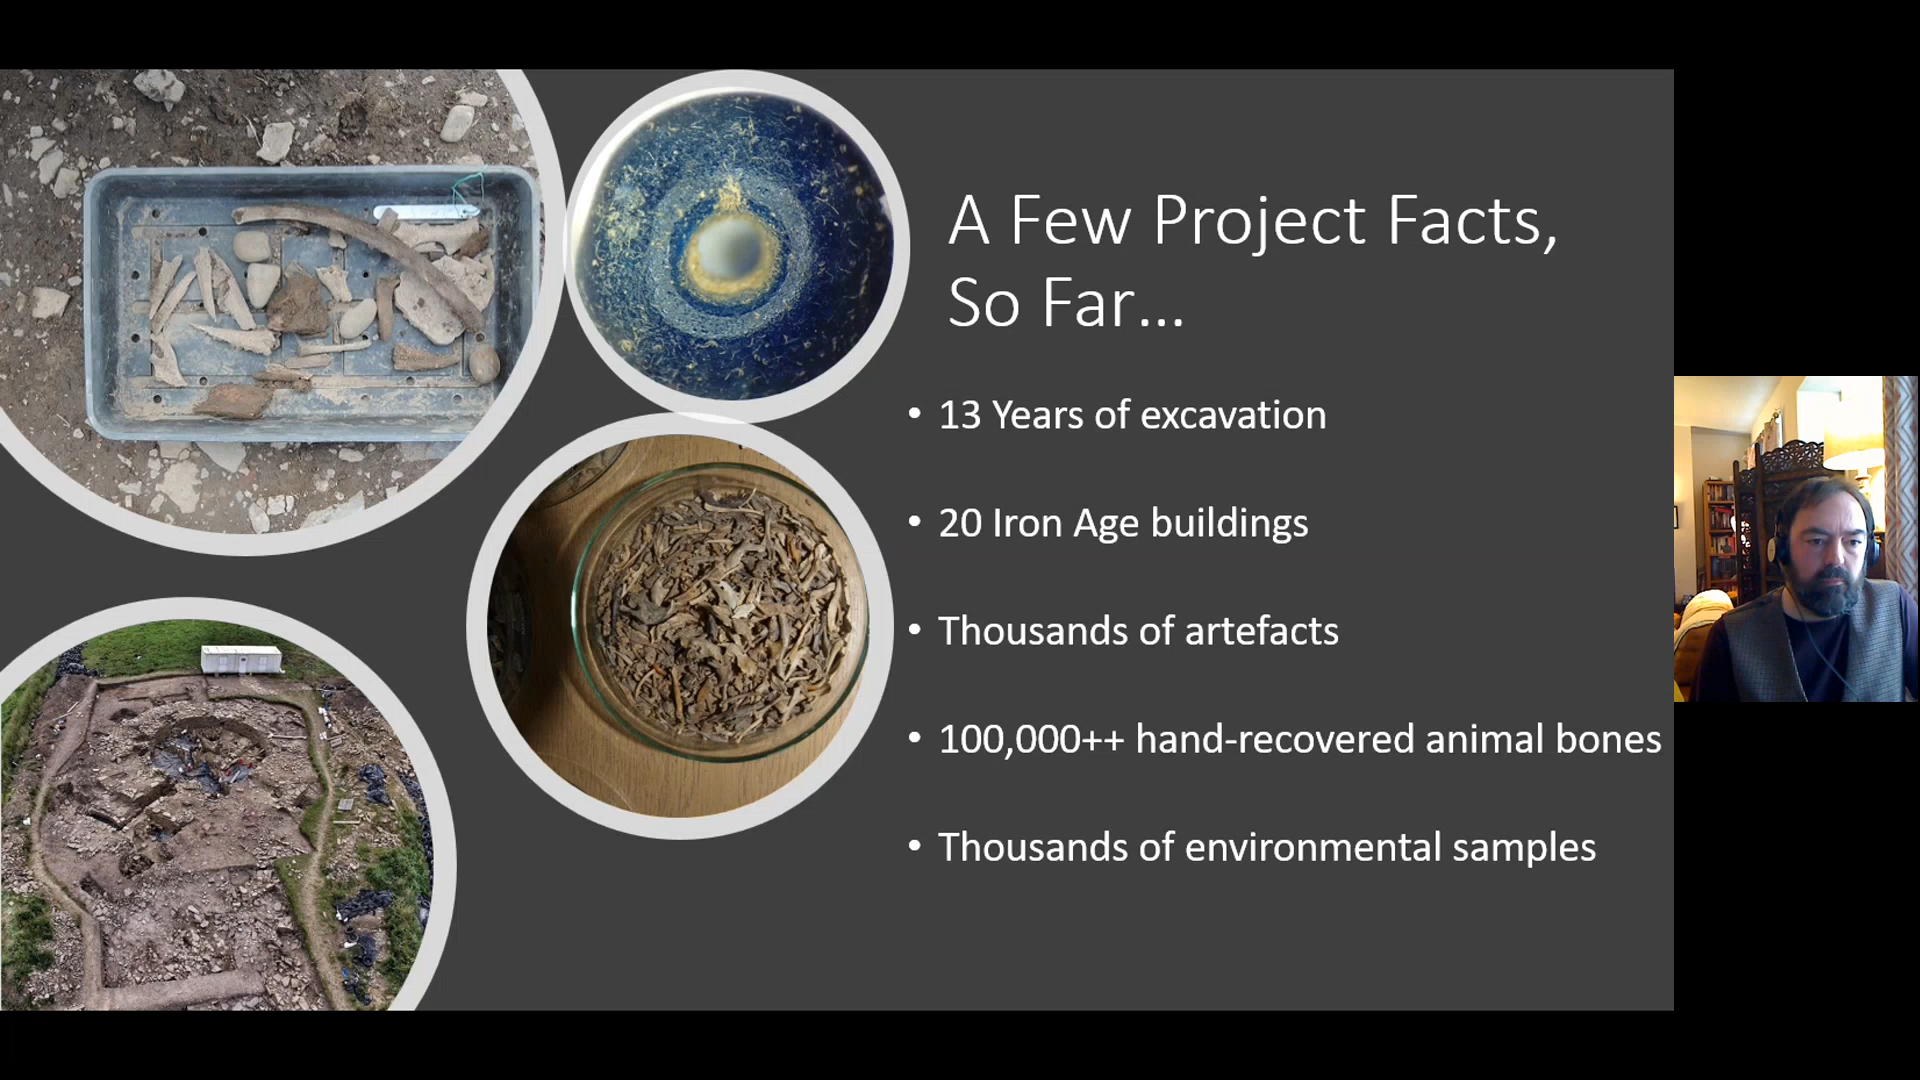 A Few Project Facts,
So Far...
• 13 Years of excavation
• 20 Iron Age buildings
• Thousands of artefacts
• 100,000++ hand-recovered animal bones
• Thousands of environmental samples